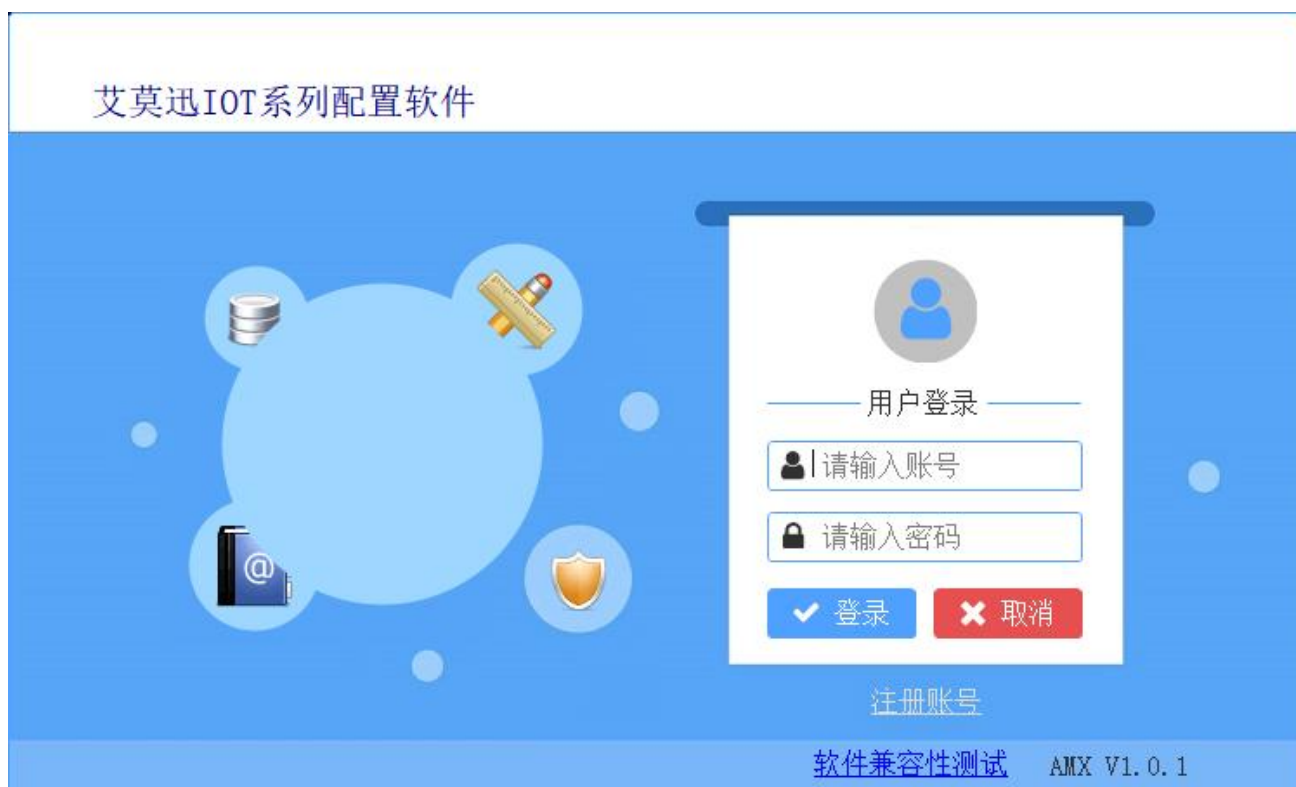 艾莫迅IOT系列配置软件
用户登录
请输入账号
请输入密码
登录 取消
注册账号
软件兼容性测试 AMX V1.0.1
@